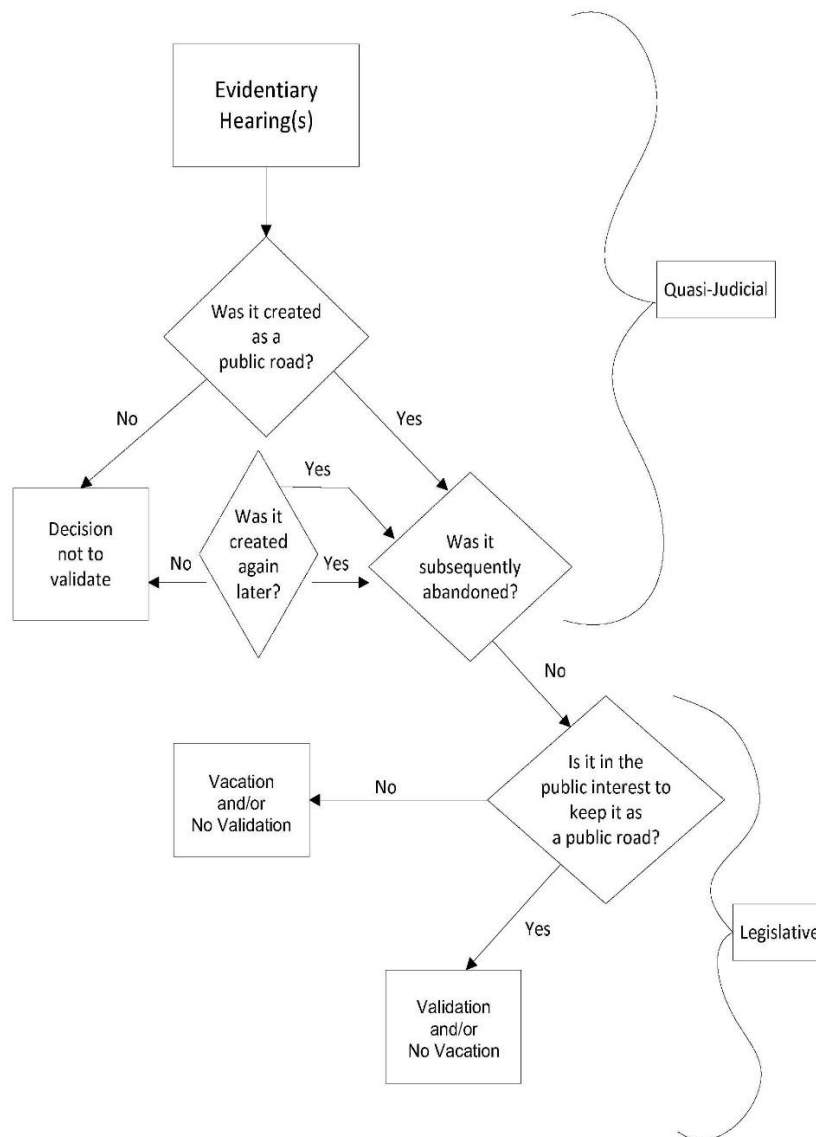 Evidentiary
Hearing(s)
Quasi-Judicial
Was it created
as a
public road?
No
Yes
Yes
Decision
not to
validate
No
Was it
created
again
later?
Yes
Was it
subsequently
abandoned?
No
Is it in the
public interest to
keep it as
a public road?
No
Vacation
and/or
No Validation
Legislative
Yes
Validation
and/or
No Vacation